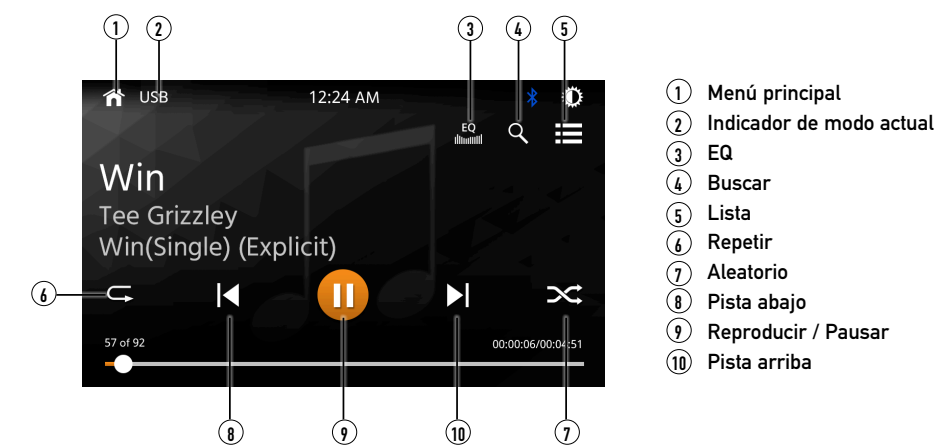 1 2 3 4 5
USB 12:24 AM
EQ
Win
Tee Grizzley
Win(Single) (Explicit)
6
57 of 92 00:00:06/00:04:51
8 9 10 7
1 Menú principal
2 Indicador de modo actual
3 EQ
4 Buscar
5 Lista
6 Repetir
7 Aleatorio
8 Pista abajo
9 Reproducir / Pausar
10 Pista arriba